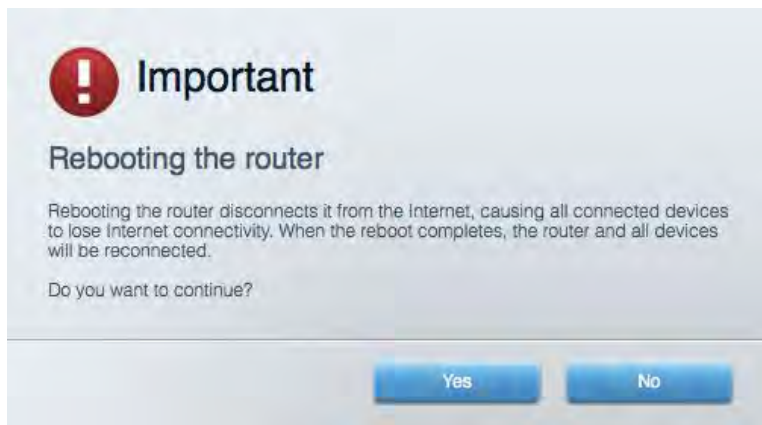 Important
Rebooting the router
Rebooting the router disconnects it from the Internet, causing all connected devices
to lose Internet connectivity. When the reboot completes, the router and all devices
will be reconnected.
Do you want to continue?
Yes
No